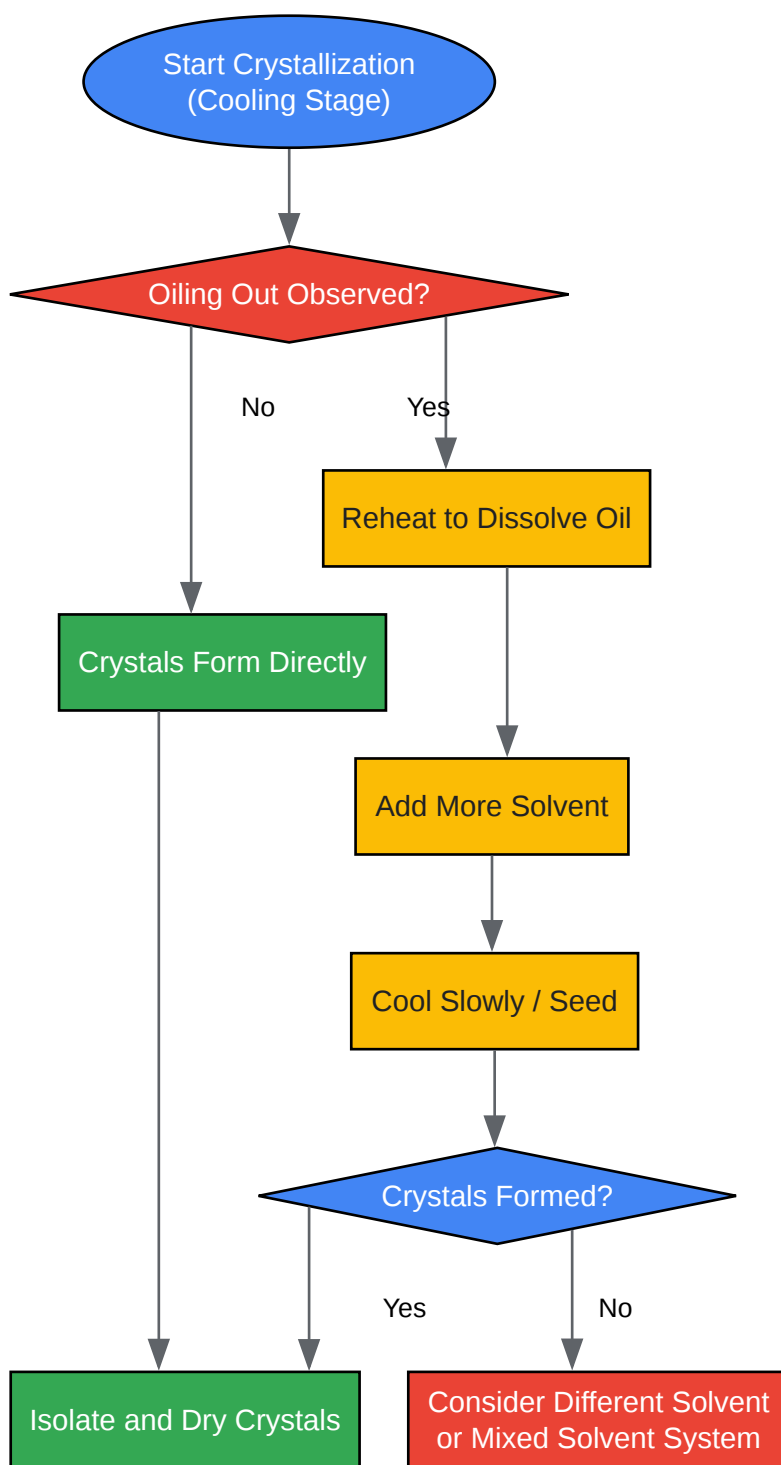 Start Crystallization
(Cooling Stage)
Oiling Out Observed?
No
Yes
Reheat to Dissolve Oil
Crystals Form Directly
Add More Solvent
Cool Slowly / Seed
Crystals Formed?
Yes
No
Isolate and Dry Crystals
Consider Different Solvent
or Mixed Solvent System